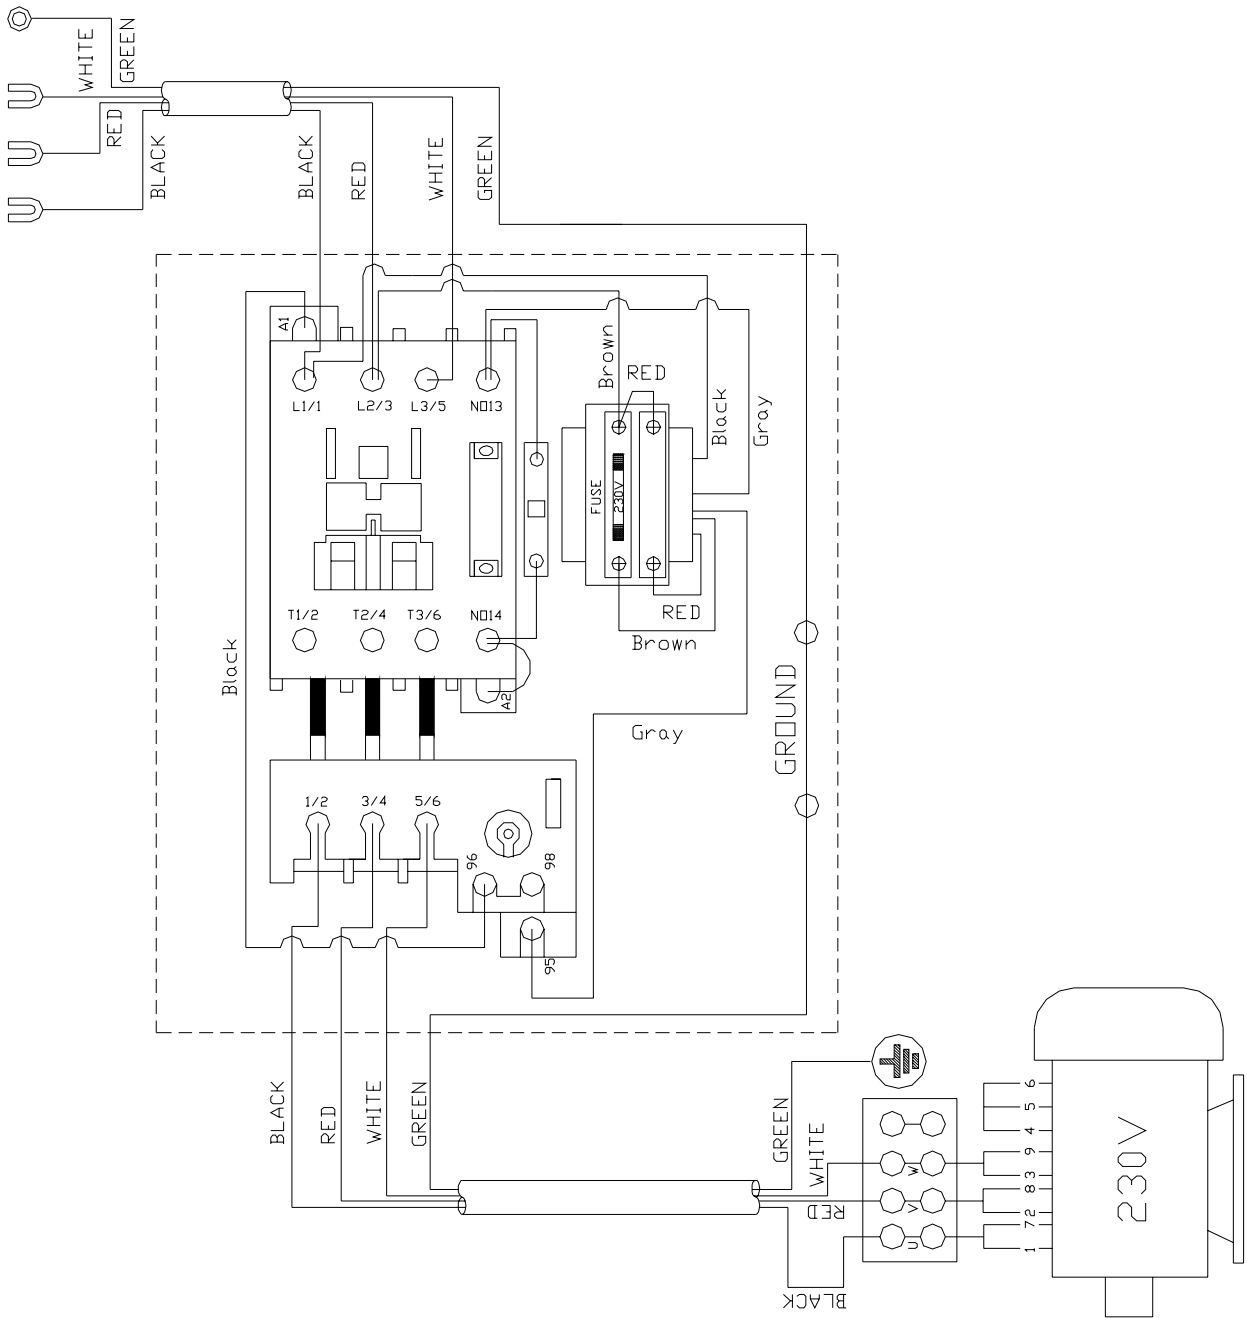 WHITE
GREEN
RED
BLACK
BLACK
RED
WHITE
GREEN
A1
L1/1
L2/3
L3/5
NO13
Brown
RED
Black
Gray
FUSE
230V
T1/2
T2/4
T3/6
NO14
RED
Brown
Black
A2
Gray
GROUND
1/2
3/4
5/6
96
98
95
BLACK
RED
WHITE
GREEN
GREEN
WHITE
RED
BLACK
W
V
U
6
5
4
9
3
8
2
7
1
230V